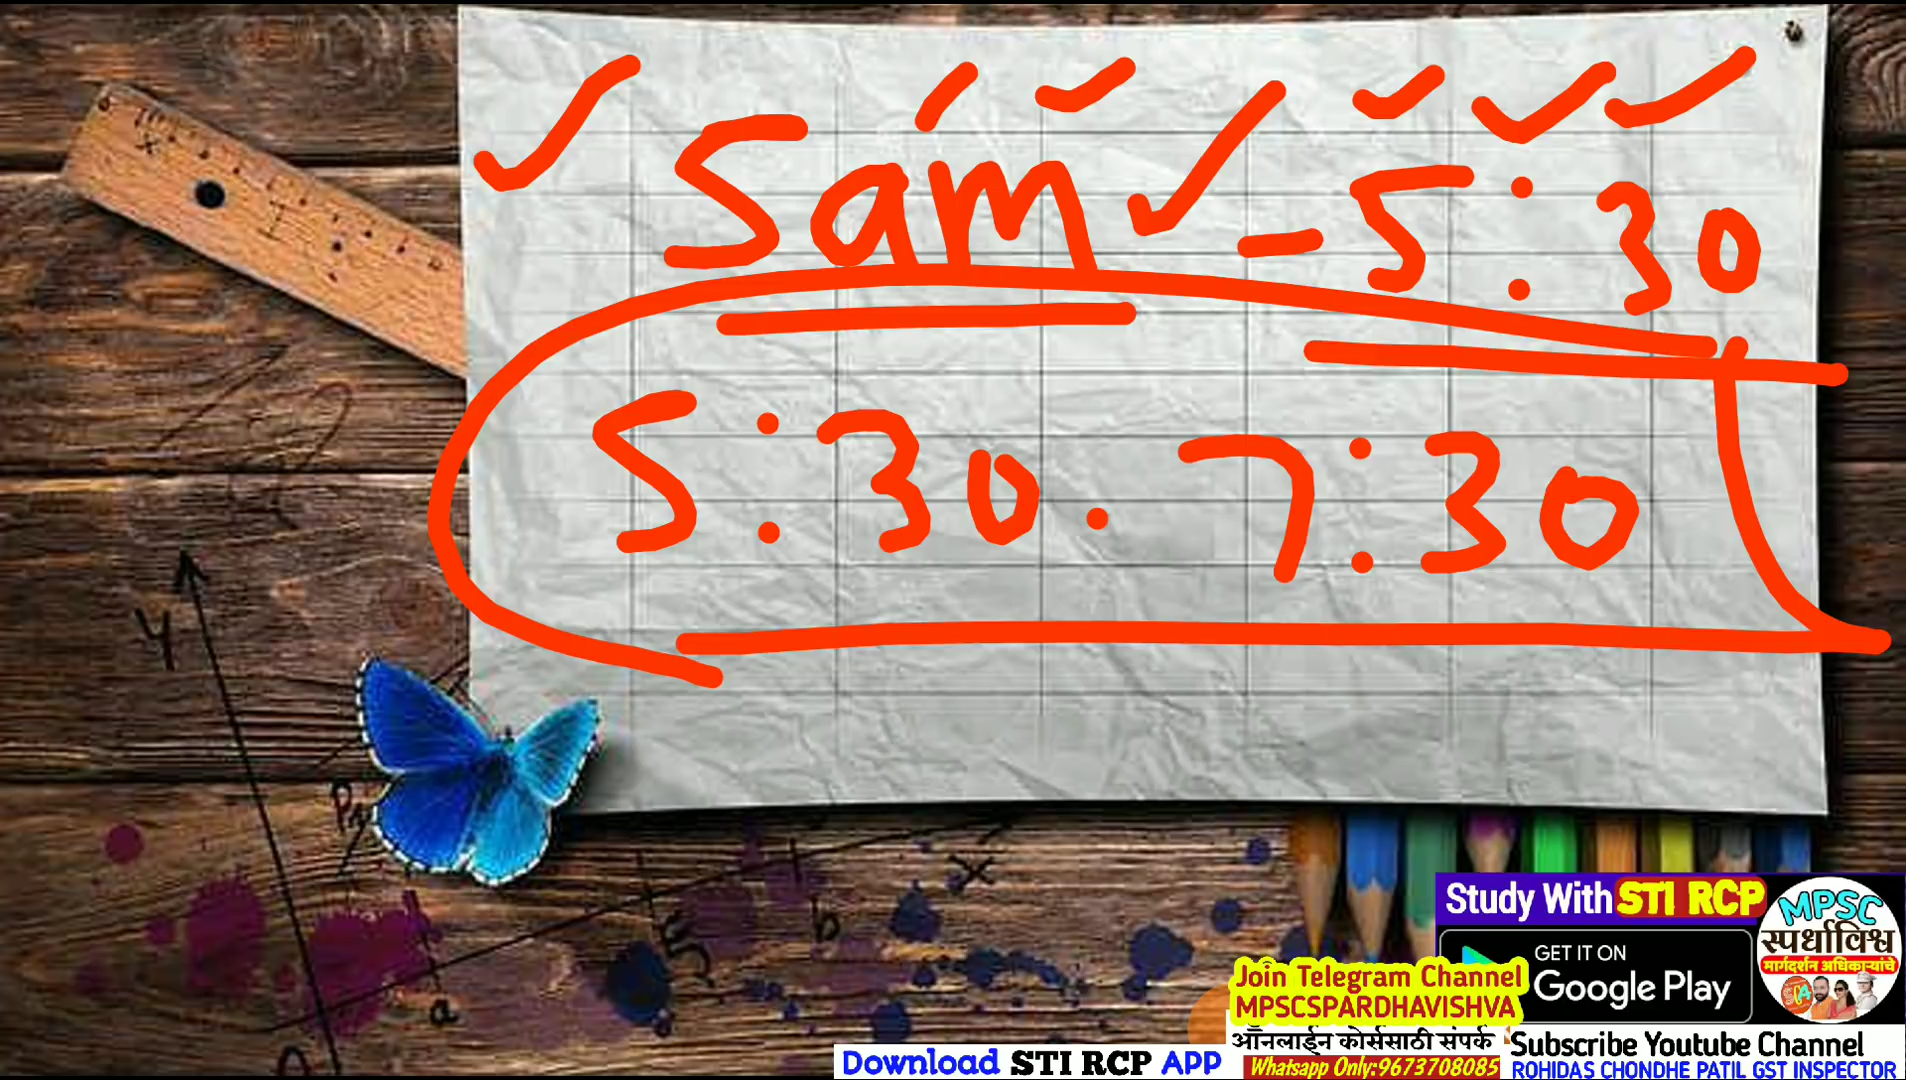 5am - 5:30
5:30. 7:30
Study With STI RCP
MPSC
स्पर्धाविश्व
मार्गदर्शन अधिकाऱ्यांचे
GET IT ON
Google Play
Join Telegram Channel
MPSCSPARDHAVISHVA
ऑनलाईन कोर्ससाठी संपर्क
Whatsapp Only:9673708085
Subscribe Youtube Channel
ROHIDAS CHONDHE PATIL GST INSPECTOR
Download STI RCP APP